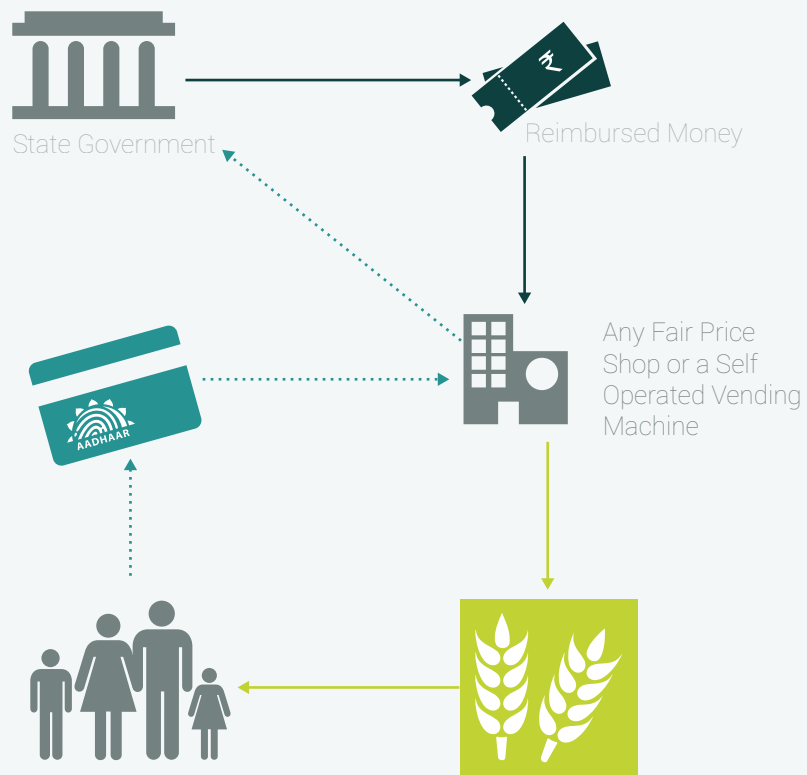 ₹
State Government
Reimbursed Money
Any Fair Price
Shop or a Self
Operated Vending
Machine
AADHAAR